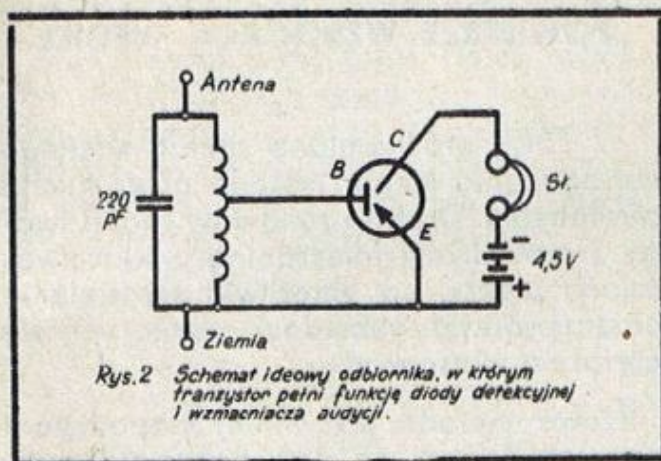 Antena
C
B
220
pF
Sł.
E
4,5V
−
+
Ziemia
Rys.2 Schemat ideowy odbiornika, w którym
tranzystor pełni funkcję diody detekcyjnej
i wzmacniacza audycji.